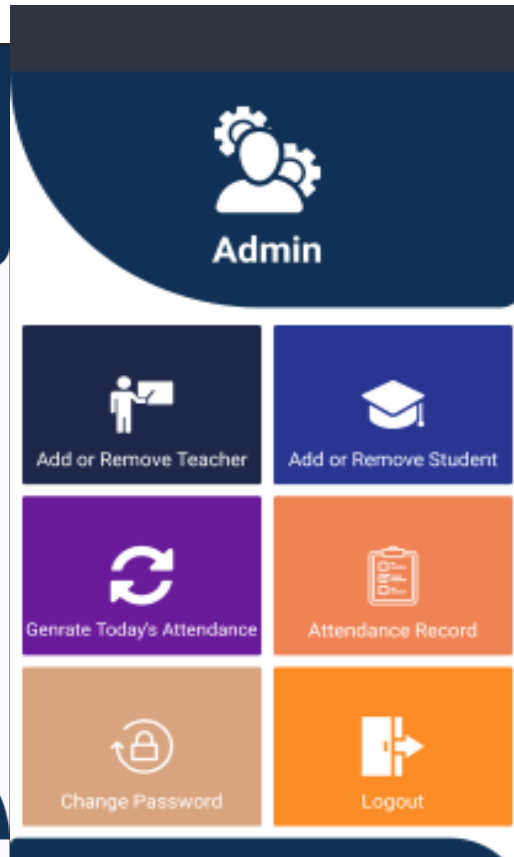 Admin
Add or Remove Teacher
Add or Remove Student
Genrate Today's Attendance
Attendance Record
Change Password
Logout